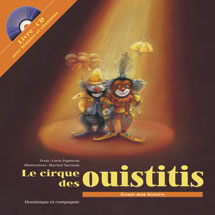 Livre CD
Texte : Lucie Papineau
Illustrations : Marisol Sarrazin
Le cirque
des ouistitis
Écoute mon histoire
Dominique et compagnie